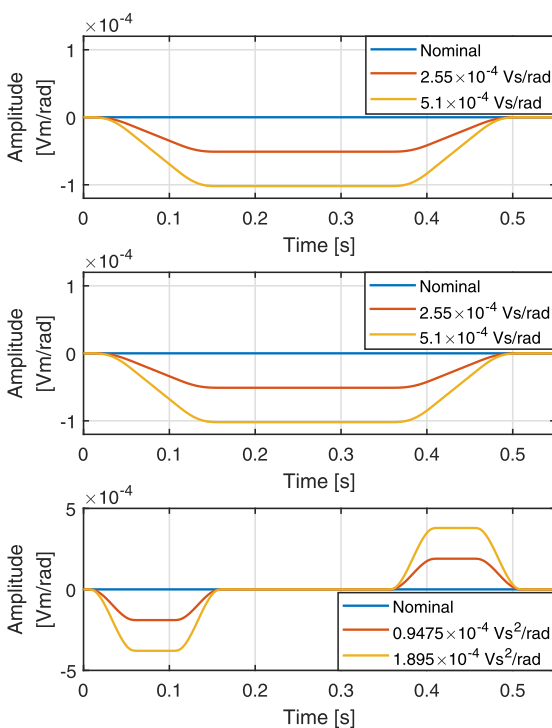 ×10⁻⁴
1
0
-1
Amplitude
[Vm/rad]
Nominal
2.55×10⁻⁴ Vs/rad
5.1×10⁻⁴ Vs/rad
0 0.1 0.2 0.3 0.4 0.5
Time [s]
×10⁻⁴
1
0
-1
Amplitude
[Vm/rad]
Nominal
2.55×10⁻⁴ Vs/rad
5.1×10⁻⁴ Vs/rad
0 0.1 0.2 0.3 0.4 0.5
Time [s]
×10⁻⁴
5
0
-5
Amplitude
[Vm/rad]
Nominal
0.9475×10⁻⁴ Vs²/rad
1.895×10⁻⁴ Vs²/rad
0 0.1 0.2 0.3 0.4 0.5
Time [s]